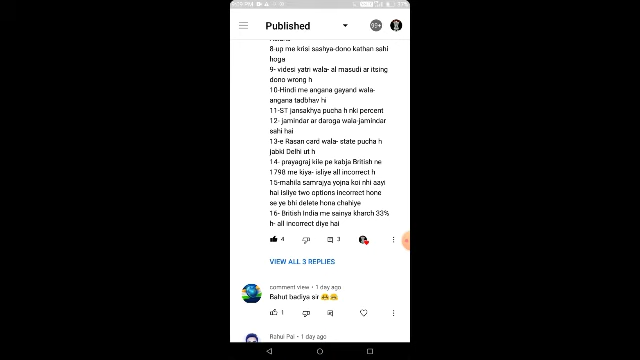 Published
99+
8-up me krisi sashya-dono kathan sahi
hoga
9- videsi yatri wala- al masudi ar itsing
dono wrong h
10-Hindi me angana gayand wala-
angana tadbhav hi
11-ST jansakhya pucha h nki percent
12- jamindar ar daroga wala-jamindar
sahi hai
13-e Rasan card wala- state pucha h
jabki Delhi ut h
14- prayagraj kile pe kabja British ne
1798 me kiya- isliye all incorrect h
15-mahila samrajya yojna koi nhi aayi
hai isliye two options incorrect hone
se ye bhi delete hona chahiye
16- British India me sainya kharch 33%
h- all incorrect diye hai
4
3
VIEW ALL 3 REPLIES
comment view • 1 day ago
Bahut badiya sir
1
Rahul Pal • 1 day ago